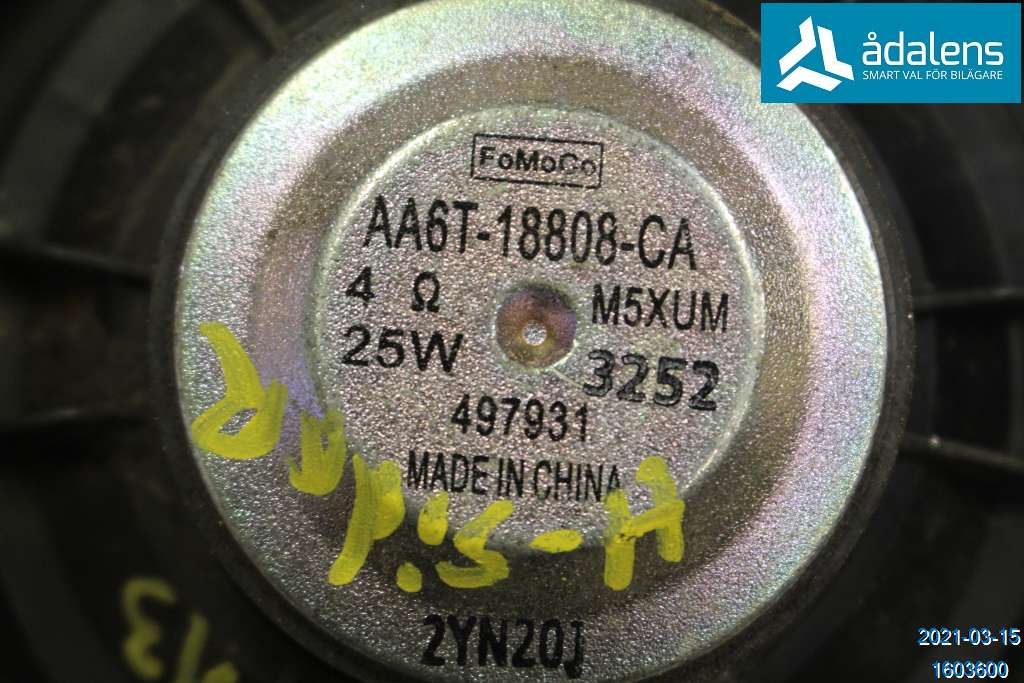 ådalens
SMART VAL FÖR BILÄGARE
FoMoCo
AA6T-18808-CA
4 Ω
M5XUM
25W
3252
497931
MADE IN CHINA
2YN20J
2021-03-15
1603600